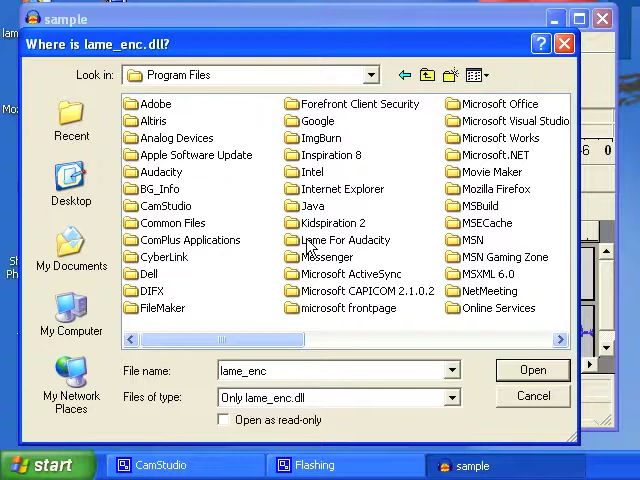 sample
Where is lame_enc.dll?
Look in:
Program Files
Recent
Desktop
My Documents
My Computer
My Network
Places
Adobe
Altiris
Analog Devices
Apple Software Update
Audacity
BG_Info
CamStudio
Common Files
ComPlus Applications
CyberLink
Dell
DIFX
FileMaker
Forefront Client Security
Google
ImgBurn
Inspiration 8
Intel
Internet Explorer
Java
Kidspiration 2
Lame For Audacity
Messenger
Microsoft ActiveSync
Microsoft CAPICOM 2.1.0.2
microsoft frontpage
Microsoft Office
Microsoft Visual Studio
Microsoft Works
Microsoft.NET
Movie Maker
Mozilla Firefox
MSBuild
MSECache
MSN
MSN Gaming Zone
MSXML 6.0
NetMeeting
Online Services
File name:
lame_enc
Open
Files of type:
Only lame_enc.dll
Cancel
Open as read-only
start
CamStudio
Flashing
sample